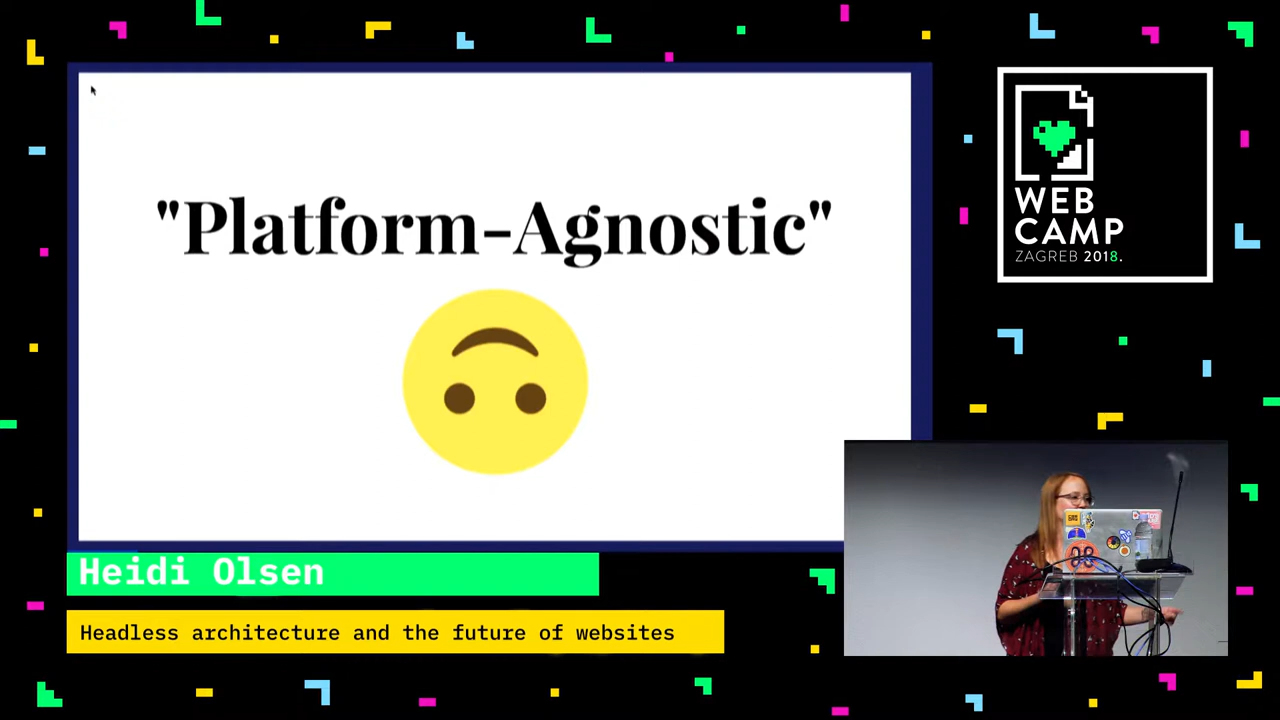 "Platform-Agnostic"
WEB
CAMP
ZAGREB 2018.
Heidi Olsen
Headless architecture and the future of websites